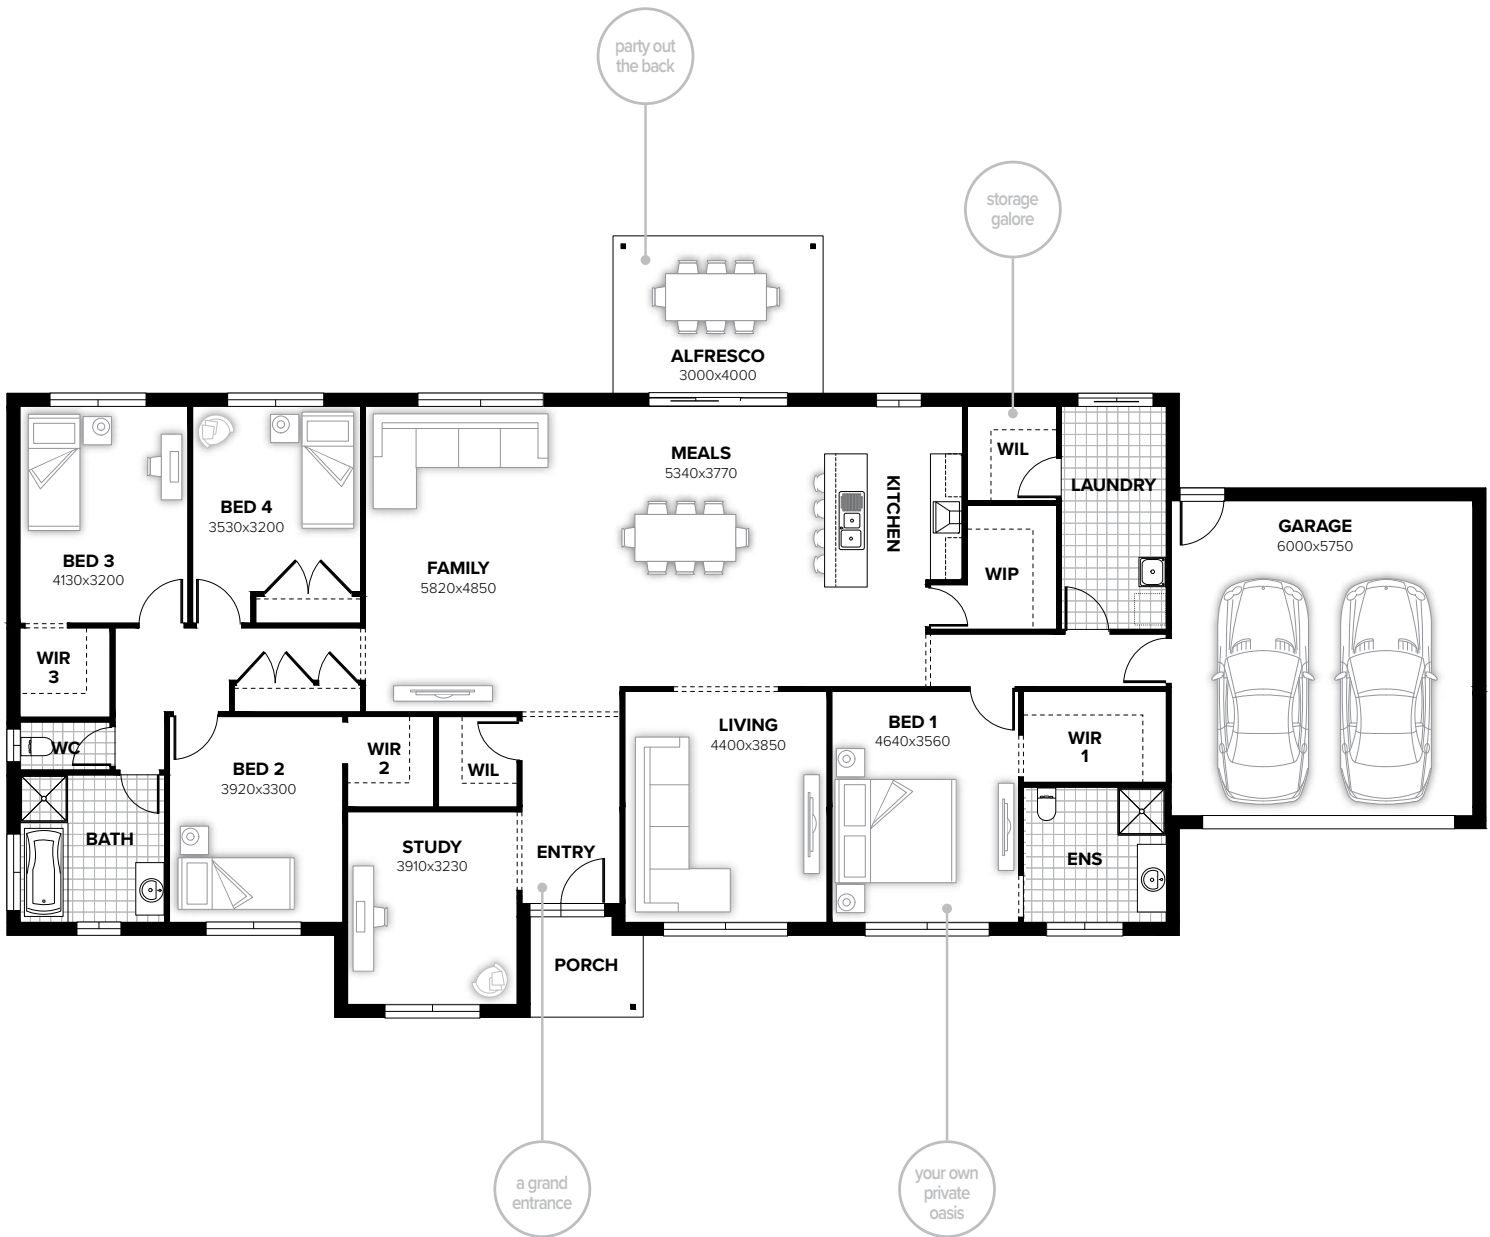 party out
the back
storage
galore
ALFRESCO
3000x4000
MEALS
5340x3770
KITCHEN
WIL
LAUNDRY
WIP
GARAGE
6000x5750
BED 4
3530x3200
BED 3
4130x3200
FAMILY
5820x4850
WIR
3
WC
BED 2
3920x3300
WIR
2
WIL
LIVING
4400x3850
BED 1
4640x3560
WIR
1
BATH
STUDY
3910x3230
ENTRY
ENS
PORCH
a grand
entrance
your own
private
oasis